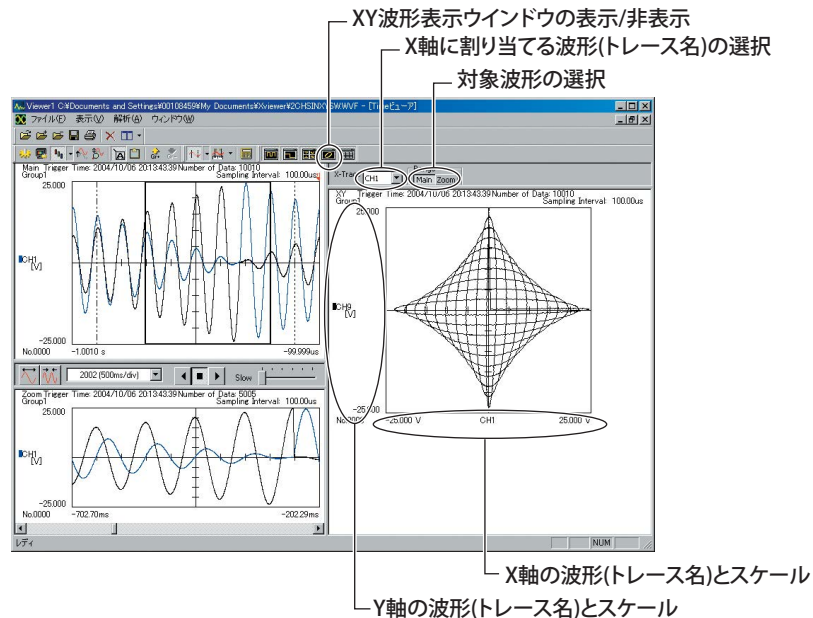 XY波形表示ウインドウの表示/非表示
X軸に割り当てる波形(トレース名)の選択
対象波形の選択
Viewer1 C:¥Documents and Settings¥00108459¥My Documents¥Xviewer¥2CHSINXYSW.WVF - [Timeビューア]
ファイル(F) 表示(V) 解析(A) ウィンドウ(W)
Main Trigger Time: 2004/10/06 20:13:43.39 Number of Data: 10010
Group1 Sampling Interval: 100.00us
25.000
CH1
[V]
-25.000
No.0000 -1.0010 s -99.999us
2002 (500ms/div) Slow
Zoom Trigger Time: 2004/10/06 20:13:43.39 Number of Data: 5005
Group1 Sampling Interval: 100.00us
25.000
CH1
[V]
-25.000
No.0000 -702.70ms -202.29ms
CH1 Main Zoom
XY Trigger Time: 2004/10/06 20:13:43.39 Number of Data: 10010
Group1 Sampling Interval: 100.00us
25.000
CH9
[V]
-25.000
-25.000 V CH1 25.000 V
レディ NUM
X軸の波形(トレース名)とスケール
Y軸の波形(トレース名)とスケール